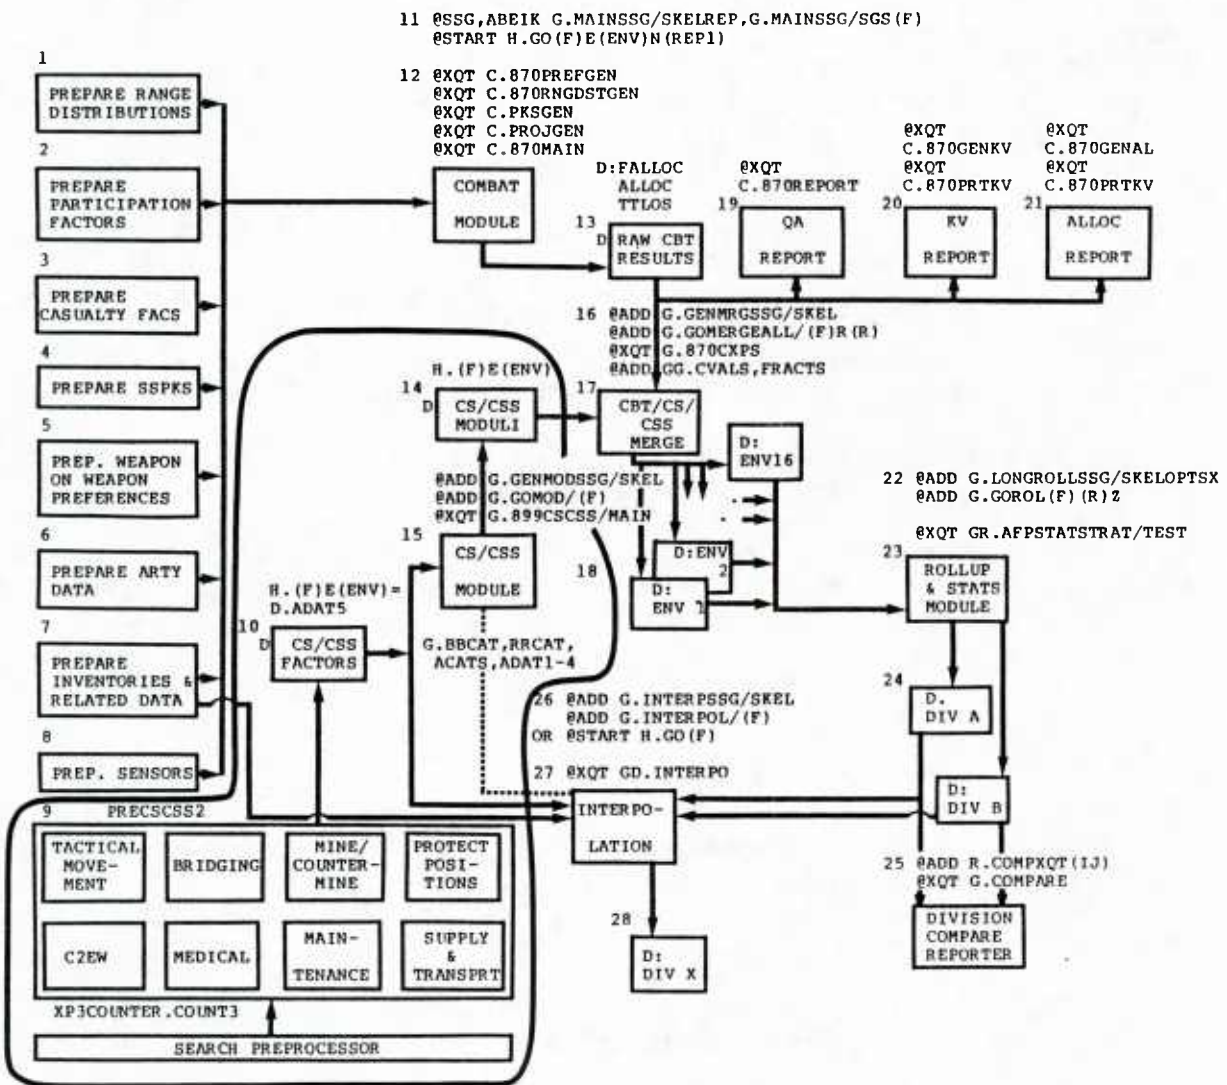 11 @SSG,ABEIK G.MAINSSG/SKELREP,G.MAINSSG/SGS(F)
@START H.GO(F)E(ENV)N(REP1)
1
PREPARE RANGE
DISTRIBUTIONS
2
PREPARE
PARTICIPATION
FACTORS
3
PREPARE
CASUALTY FACS
4
PREPARE SSPKS
5
PREP. WEAPON
ON WEAPON
PREFERENCES
6
PREPARE ARTY
DATA
7
PREPARE
INVENTORIES &
RELATED DATA
8
PREP. SENSORS
12 @XQT C.870PREFGEN
@XQT C.870RNGDSTGEN
@XQT C.PKSGEN
@XQT C.PROJGEN
@XQT C.870MAIN
COMBAT
MODULE
D:FALLOC
ALLOC
TTLOS
13
D RAW CBT
RESULTS
@XQT
C.870REPORT
19
QA
REPORT
@XQT
C.870GENKV
@XQT
C.870PRTKV
20
KV
REPORT
@XQT
C.870GENAL
@XQT
C.870PRTKV
21
ALLOC
REPORT
16 @ADD G.GENMRGSSG/SKEL
@ADD G.GOMERGEALL/(F)R(R)
@XQT G.870CXPS
@ADD GG.CVALS,FRACTS
17
CBT/CS/
CSS
MERGE
H.(F)E(ENV)
14
D CS/CSS
MODULI
@ADD G.GENMODSSG/SKEL
@ADD G.GOMOD/(F)
@XQT G.899CSCSS/MAIN
15
CS/CSS
MODULE
D:
ENV16
18
D:ENV
2
D:
ENV 1
22 @ADD G.LONGROLLSSG/SKELOPTSX
@ADD G.GOROL(F)(R)Z
@XQT GR.AFPSTATSTRAT/TEST
23
ROLLUP
& STATS
MODULE
H.(F)E(ENV)=
D.ADAT5
10
D CS/CSS
FACTORS
G.BBCAT,RRCAT,
ACATS,ADAT1-4
24
D.
DIV A
26 @ADD G.INTERPSSG/SKEL
@ADD G.INTERPOL/(F)
OR @START H.GO(F)
27 @XQT GD.INTERPO
INTERPO-
LATION
D:
DIV B
25 @ADD R.COMPXQT(IJ)
@XQT G.COMPARE
DIVISION
COMPARE
REPORTER
28
D:
DIV X
9 PRECSCSS2
TACTICAL
MOVE-
MENT
BRIDGING
MINE/
COUNTER-
MINE
PROTECT
POSI-
TIONS
C2EW
MEDICAL
MAIN-
TENANCE
SUPPLY
&
TRANSPRT
XP3COUNTER.COUNT3
SEARCH PREPROCESSOR